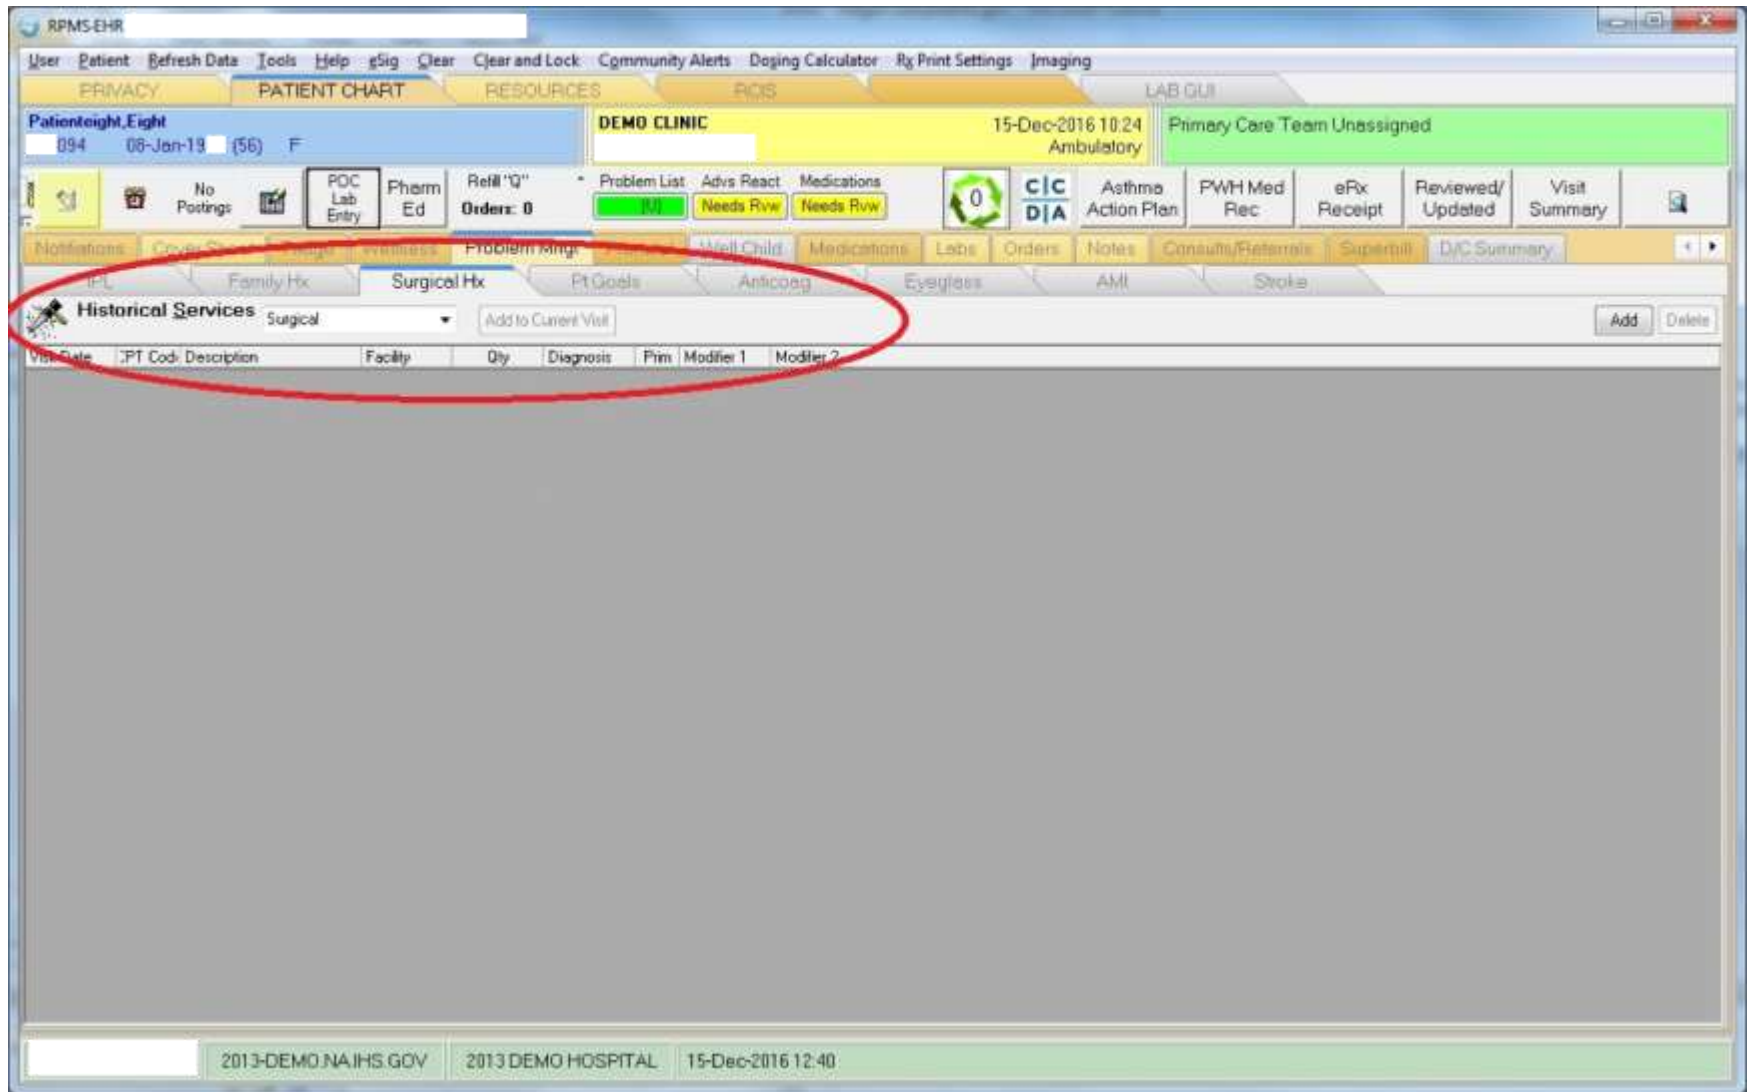 RPMS-EHR
User Patient Refresh Data Tools Help eSig Clear Clear and Lock Community Alerts Dosing Calculator Rx Print Settings Imaging
PRIVACY PATIENT CHART RESOURCES RCIS LAB GUI
Patienteight,Eight DEMO CLINIC 15-Dec-2016 10:24 Primary Care Team Unassigned
094 08-Jan-19 (56) F Ambulatory
No Postings POC Lab Entry Pharm Ed Refill "Q" Orders: 0 Problem List Advs React Needs Rvw Medications Needs Rvw 0 C|C D|A Asthma Action Plan PWH Med Rec eRx Receipt Reviewed/ Updated Visit Summary
Notifiations Cover Sheet Wellness Problem Mngt Well Child Medications Labs Orders Notes Consults/Referrals Superbill D/C Summary
IPL Family Hx Surgical Hx Pt Goals Anticoag Eyeglass AMI Stroke
Historical Services Surgical Add to Current Visit Add Delete
Visit Date CPT Code Description Facility Qty Diagnosis Prim Modifier 1 Modifier 2
2013-DEMO.NA.IHS.GOV 2013 DEMO HOSPITAL 15-Dec-2016 12:40